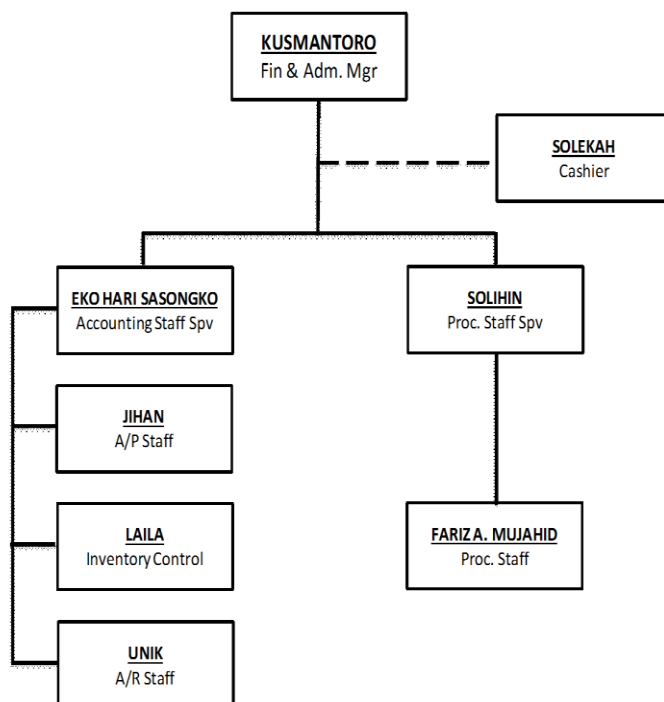 KUSMANTORO
Fin & Adm. Mgr
SOLEKAH
Cashier
EKO HARI SASONGKO
Accounting Staff Spv
SOLIHIN
Proc. Staff Spv
JIHAN
A/P Staff
LAILA
Inventory Control
FARIZ A. MUJAHID
Proc. Staff
UNIK
A/R Staff